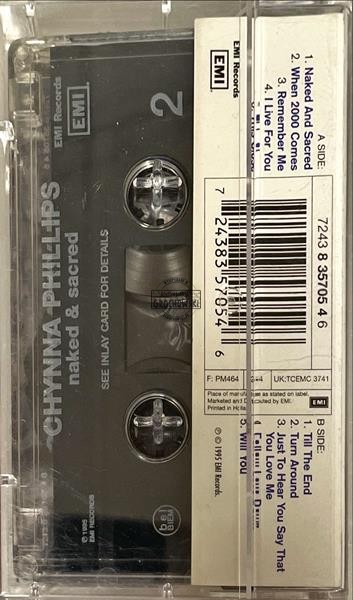 EMI Records
EMI
2
CHYNNA PHILLIPS
naked & sacred
SEE INLAY CARD FOR DETAILS
℗1995
EMI RECORDS
BIEM
EMI Records
EMI
A SIDE:
1. Naked And Sacred
2. When 2000 Comes
3. Remember Me
4. I Live For You
7243 8 35705 4 6
7 24383 57054 6
F: PM464
UK:TCEMC 3741
Place of manufacture as stated on label.
Marketed and Distributed by EMI.
Printed in Holland
EMI
℗ © 1995 EMI Records.
B SIDE:
1. Till The End
2. Turn Around
3. Just To Hear You Say That
You Love Me
5. Will You